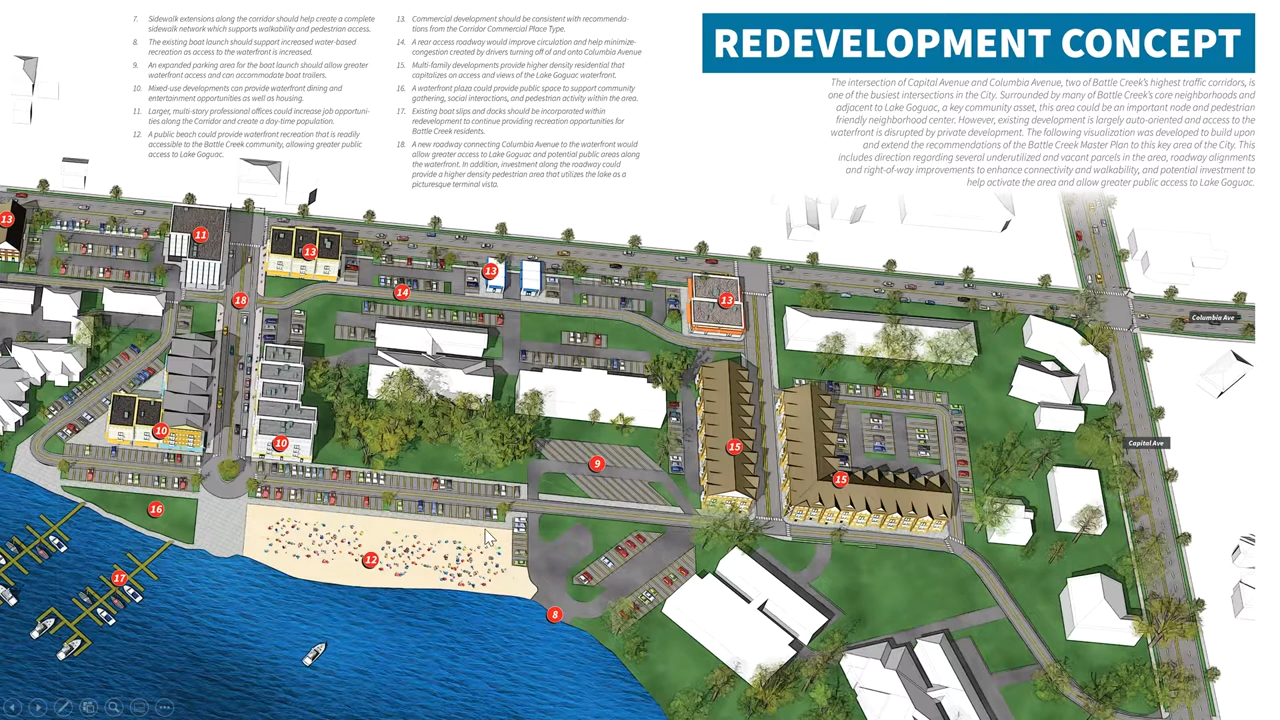 REDEVELOPMENT CONCEPT
The intersection of Capital Avenue and Columbia Avenue, two of Battle Creek's highest traffic corridors, is
one of the busiest intersections in the City. Surrounded by many of Battle Creek's core neighborhoods and
adjacent to Lake Goguac, a key community asset, this area could be an important node and pedestrian
friendly neighborhood center. However, existing development is largely auto-oriented and access to the
waterfront is disrupted by private development. The following visualization was developed to build upon
and extend the recommendations of the Battle Creek Master Plan to this key area of the City. This
includes direction regarding several underutilized and vacant parcels in the area, roadway alignments
and right-of-way improvements to enhance connectivity and walkability, and potential investment to
help activate the area and allow greater public access to Lake Goguac.
7. Sidewalk extensions along the corridor should help create a complete
sidewalk network which supports walkability and pedestrian access.
8. The existing boat launch should support increased water-based
recreation as access to the waterfront is increased.
9. An expanded parking area for the boat launch should allow greater
waterfront access and can accommodate boat trailers.
10. Mixed-use developments can provide waterfront dining and
entertainment opportunities as well as housing.
11. Larger, multi-story professional offices could increase job opportuni-
ties along the Corridor and create a day-time population.
12. A public beach could provide waterfront recreation that is readily
accessible to the Battle Creek community, allowing greater public
access to Lake Goguac.
13. Commercial development should be consistent with recommenda-
tions from the Corridor Commercial Place Type.
14. A rear access roadway would improve circulation and help minimize-
congestion created by drivers turning off of and onto Columbia Avenue
15. Multi-family developments provide higher density residential that
capitalizes on access and views of the Lake Goguac waterfront.
16. A waterfront plaza could provide public space to support community
gathering, social interactions, and pedestrian activity within the area.
17. Existing boat slips and docks should be incorporated within
redevelopment to continue providing recreation opportunities for
Battle Creek residents.
18. A new roadway connecting Columbia Avenue to the waterfront would
allow greater access to Lake Goguac and potential public areas along
the waterfront. In addition, investment along the roadway could
provide a higher density pedestrian area that utilizes the lake as a
picturesque terminal vista.
13
11
13
13
14
18
13
Columbia Ave
10
10
9
15
15
Capital Ave
16
12
17
8